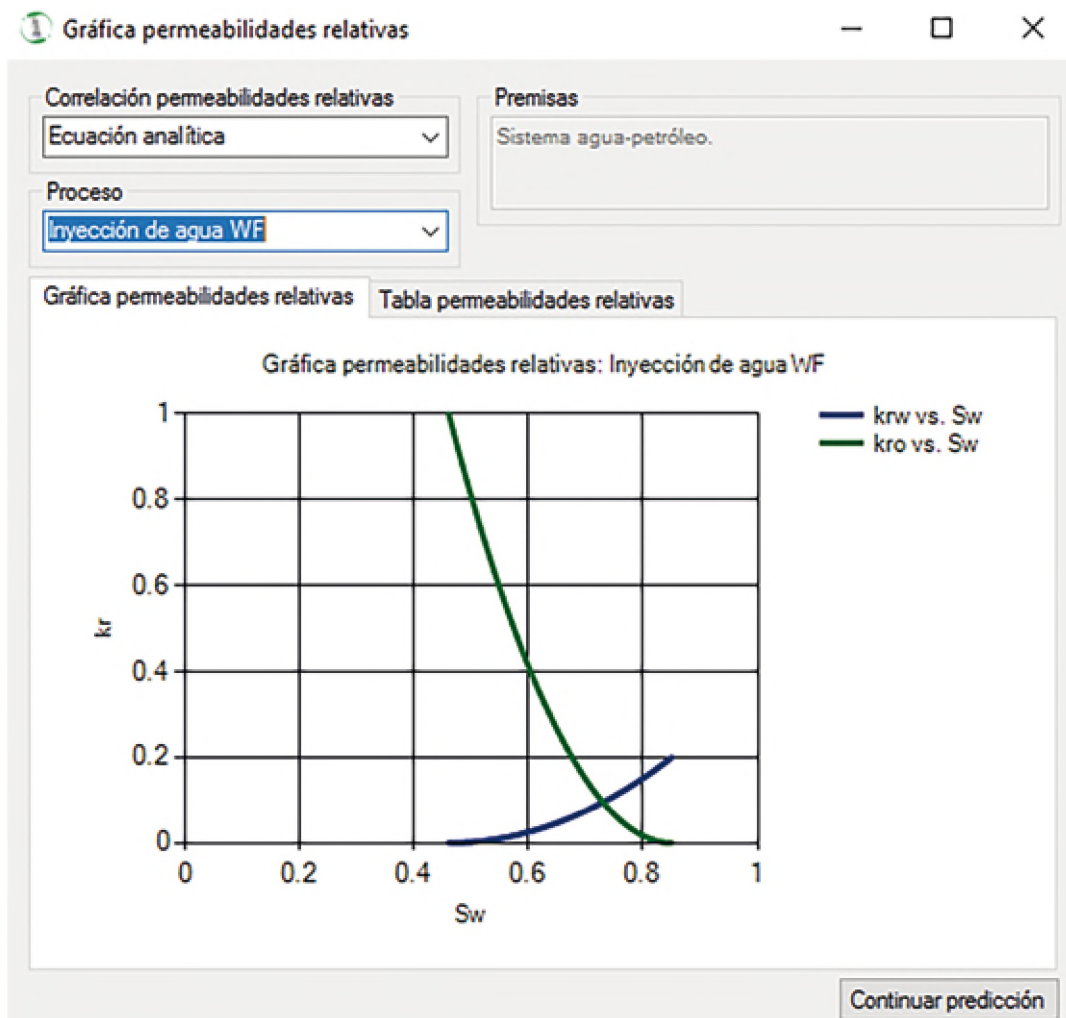 Gráfica permeabilidades relativas
Correlación permeabilidades relativas
Ecuación analítica
Premisas
Sistema agua-petróleo.
Proceso
Inyección de agua WF
Gráfica permeabilidades relativas
Tabla permeabilidades relativas
Gráfica permeabilidades relativas: Inyección de agua WF
krw vs. Sw
kro vs. Sw
1
0.8
0.6
0.4
0.2
0
kr
0 0.2 0.4 0.6 0.8 1
Sw
Continuar predicción